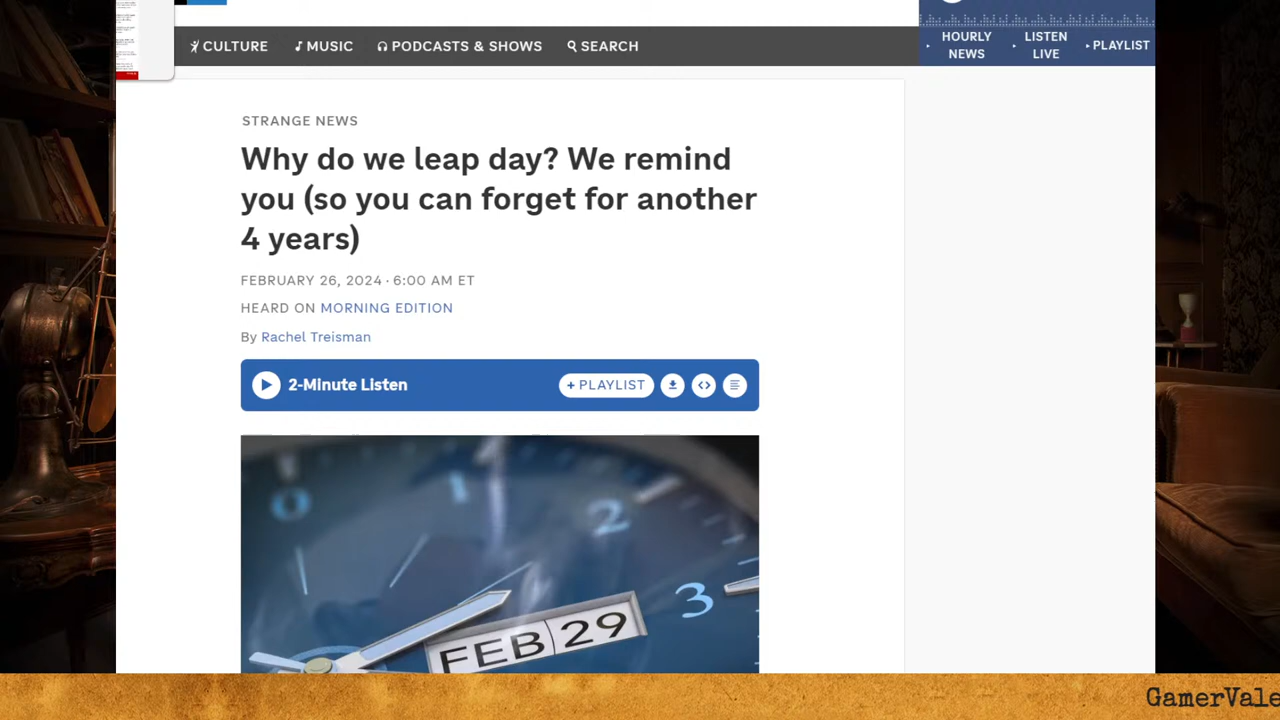 CULTURE MUSIC PODCASTS & SHOWS SEARCH
HOURLY NEWS
LISTEN LIVE
PLAYLIST
STRANGE NEWS
Why do we leap day? We remind
you (so you can forget for another
4 years)
FEBRUARY 26, 2024 · 6:00 AM ET
HEARD ON MORNING EDITION
By Rachel Treisman
2-Minute Listen
+ PLAYLIST
0
1
2
3
FEB 29
GamerVale